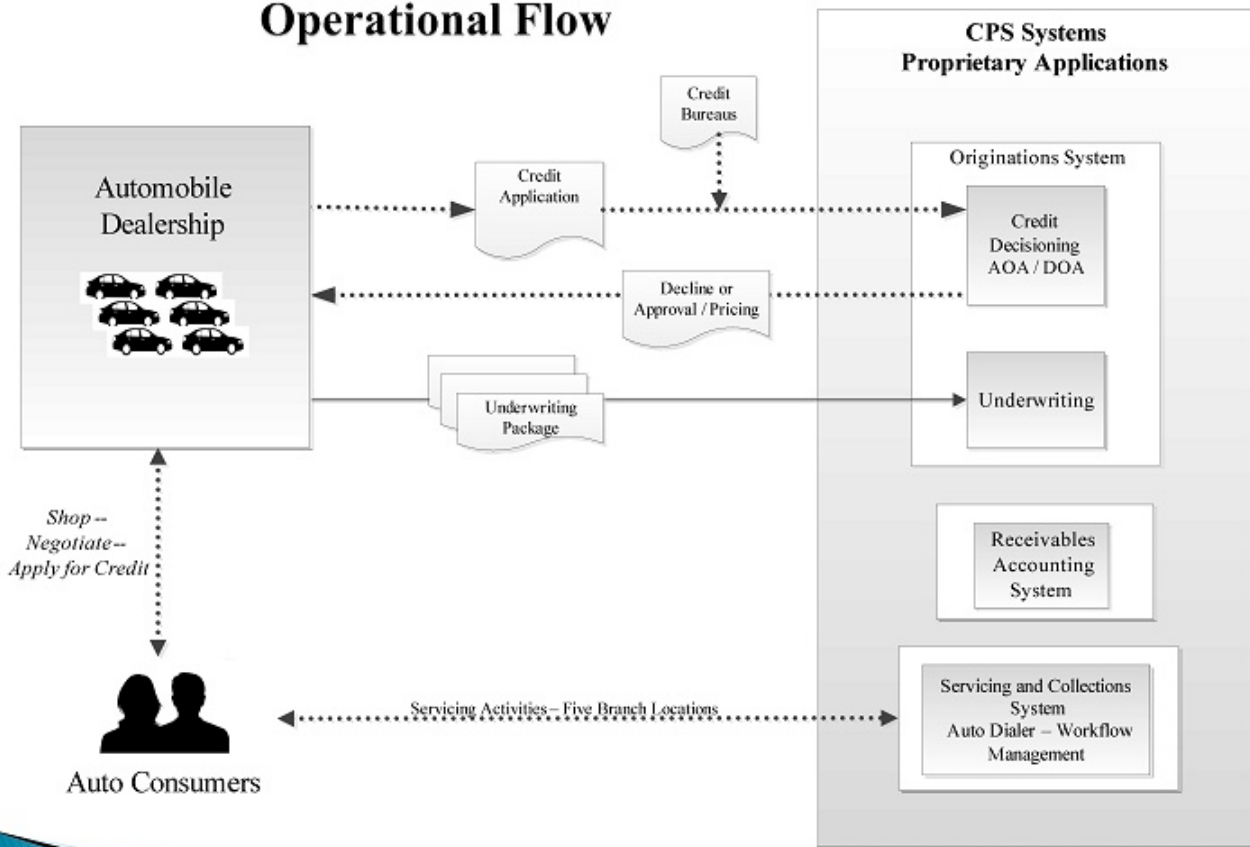 Operational Flow
CPS Systems
Proprietary Applications
Credit
Bureaus
Originations System
Automobile
Dealership
Credit
Application
Credit
Decisioning
AOA / DOA
Decline or
Approval / Pricing
Underwriting
Package
Underwriting
Shop --
Negotiate--
Apply for Credit
Receivables
Accounting
System
Servicing Activities – Five Branch Locations
Servicing and Collections
System
Auto Dialer – Workflow
Management
Auto Consumers